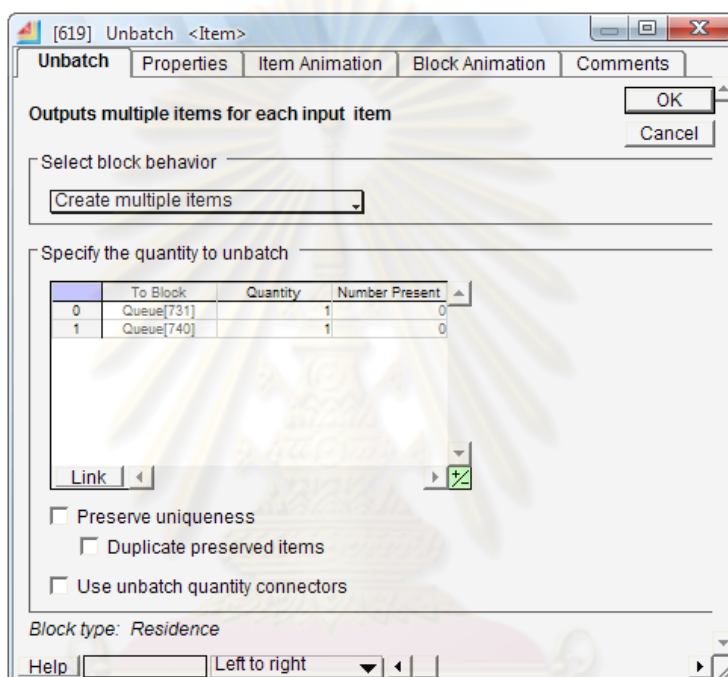 [619] Unbatch <Item>
Unbatch Properties Item Animation Block Animation Comments
Outputs multiple items for each input item
OK
Cancel
Select block behavior
Create multiple items
Specify the quantity to unbatch
To Block Quantity Number Present
0 Queue[731] 1 0
1 Queue[740] 1 0
Link
Preserve uniqueness
Duplicate preserved items
Use unbatch quantity connectors
Block type: Residence
Help Left to right